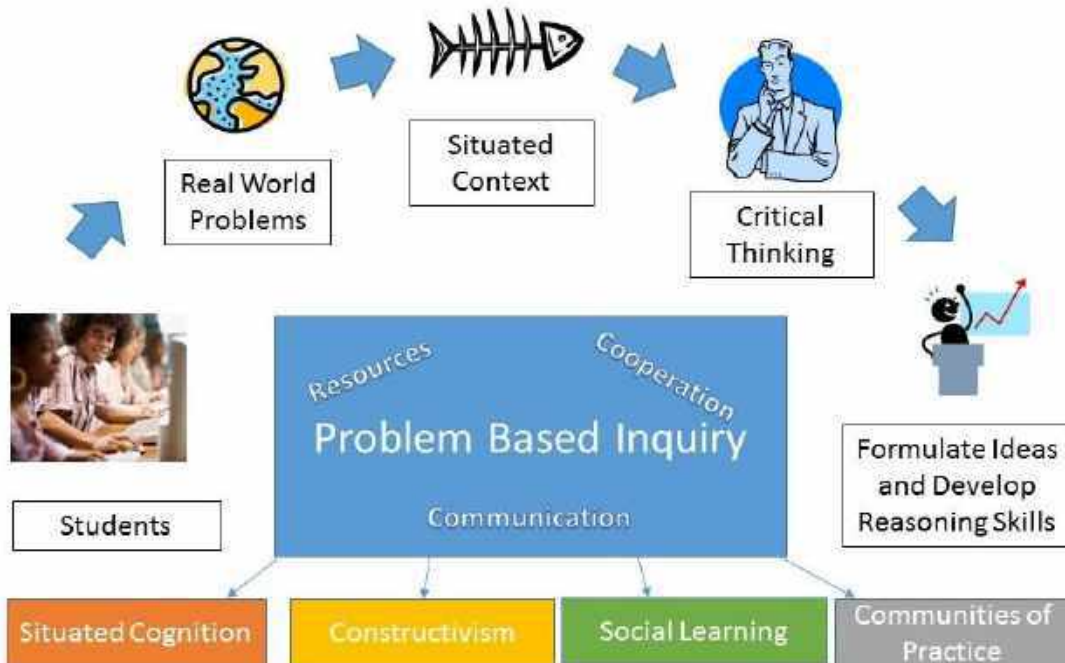 Real World
Problems
Situated
Context
Critical
Thinking
Students
Resources
Cooperation
Problem Based Inquiry
Communication
Formulate Ideas
and Develop
Reasoning Skills
Situated Cognition
Constructivism
Social Learning
Communities of
Practice